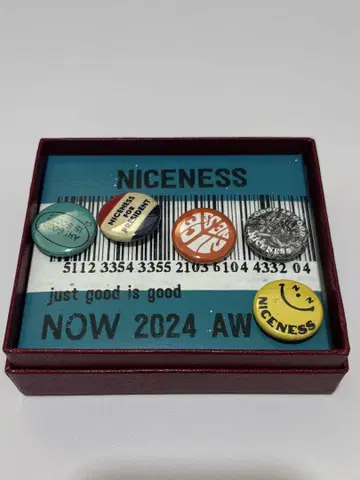 NICENESS
NICENESS
FOR
PRESIDENT
NICENESS
5112 3354 3355 2103 6104 4332 04
just good is good
NICENESS
NOW 2024 AW